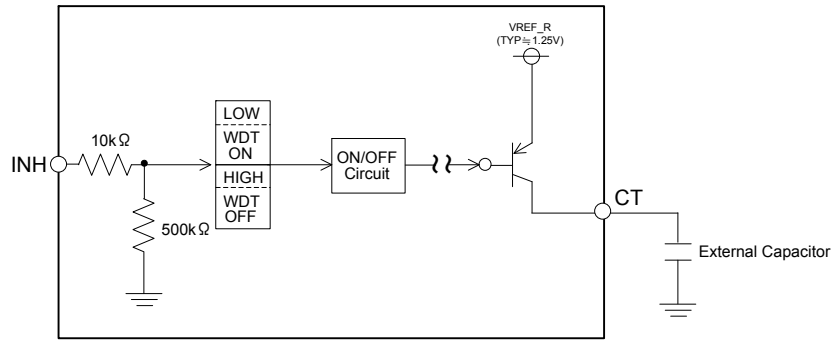 VREF_R
(TYP≒1.25V)
LOW
WDT
ON
HIGH
WDT
OFF
10kΩ
INH
ON/OFF
Circuit
500kΩ
CT
External Capacitor